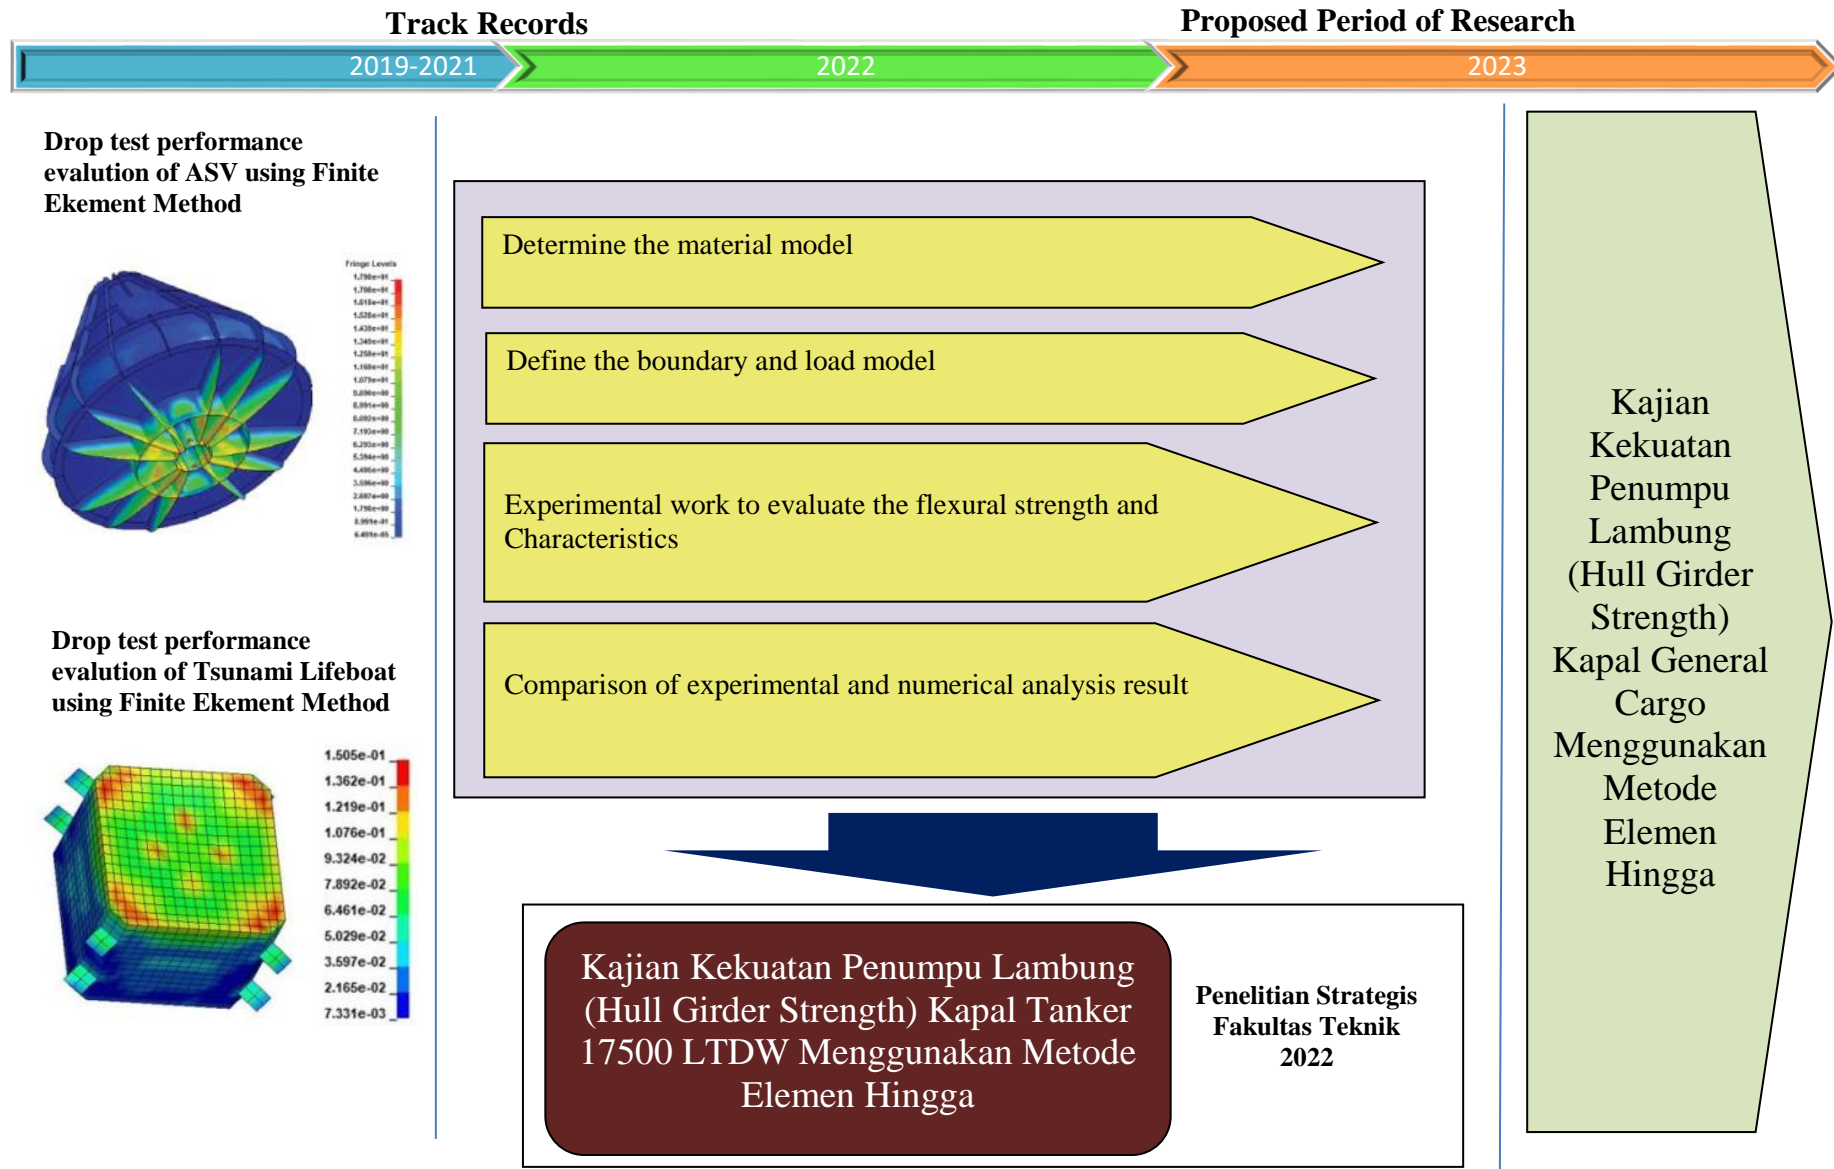 Track Records
Proposed Period of Research
2019-2021
2022
2023
Drop test performance
evalution of ASV using Finite
Ekement Method
Fringe Levels
Drop test performance
evalution of Tsunami Lifeboat
using Finite Ekement Method
1.505e-01
1.362e-01
1.219e-01
1.076e-01
9.324e-02
7.892e-02
6.461e-02
5.029e-02
3.597e-02
2.165e-02
7.331e-03
Determine the material model
Define the boundary and load model
Experimental work to evaluate the flexural strength and
Characteristics
Comparison of experimental and numerical analysis result
Kajian Kekuatan Penumpu Lambung
(Hull Girder Strength) Kapal Tanker
17500 LTDW Menggunakan Metode
Elemen Hingga
Penelitian Strategis
Fakultas Teknik
2022
Kajian
Kekuatan
Penumpu
Lambung
(Hull Girder
Strength)
Kapal General
Cargo
Menggunakan
Metode
Elemen
Hingga